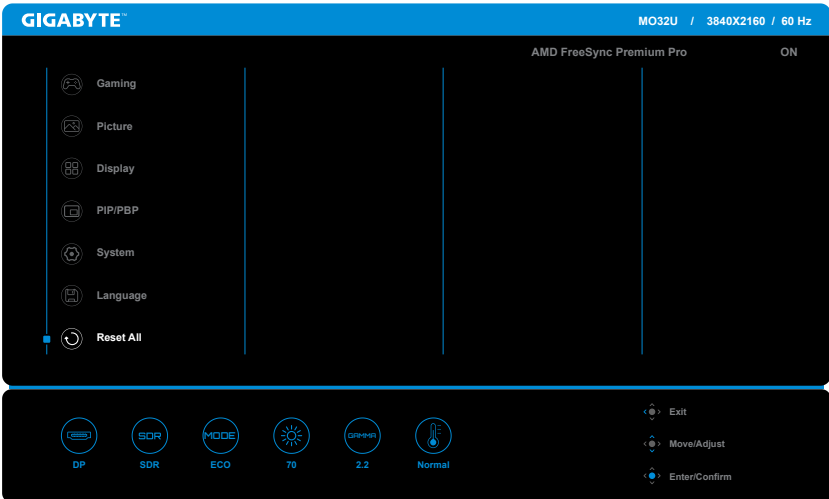 GIGABYTE™ MO32U / 3840X2160 / 60 Hz
AMD FreeSync Premium Pro ON
Gaming
Picture
Display
PIP/PBP
System
Language
Reset All
SDR MODE GAMMA
DP SDR ECO 70 2.2 Normal
Exit
Move/Adjust
Enter/Confirm